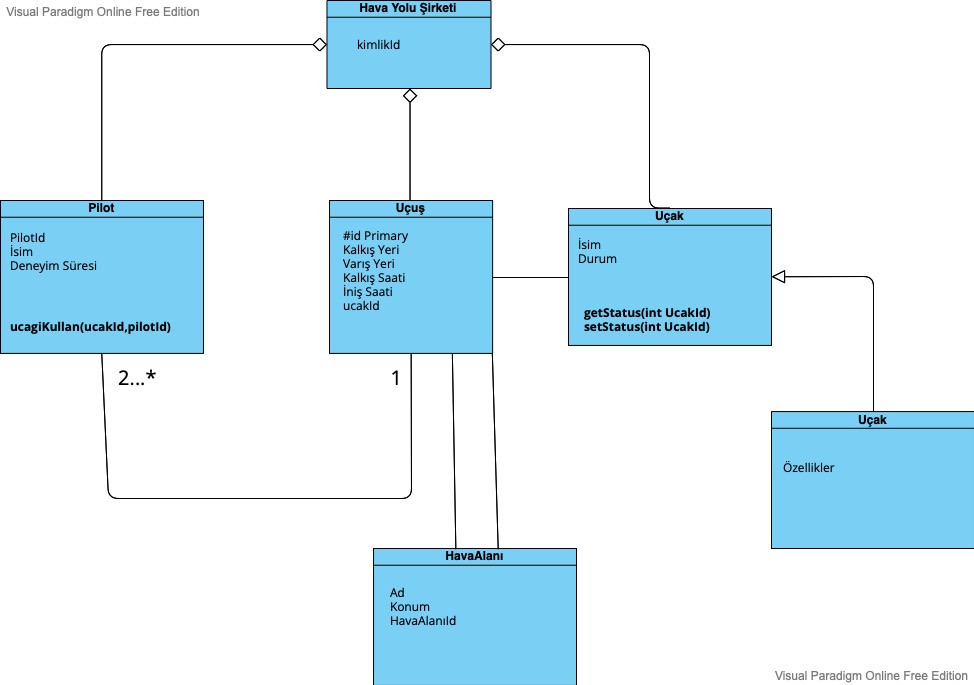 Visual Paradigm Online Free Edition
Hava Yolu Şirketi
kimlikId
Pilot
PilotId
İsim
Deneyim Süresi
ucagiKullan(ucakId,pilotId)
Uçuş
#id Primary
Kalkış Yeri
Varış Yeri
Kalkış Saati
İniş Saati
ucakId
Uçak
İsim
Durum
getStatus(int UcakId)
setStatus(int UcakId)
2...*
1
Uçak
Özellikler
HavaAlanı
Ad
Konum
HavaAlanıId
Visual Paradigm Online Free Edition